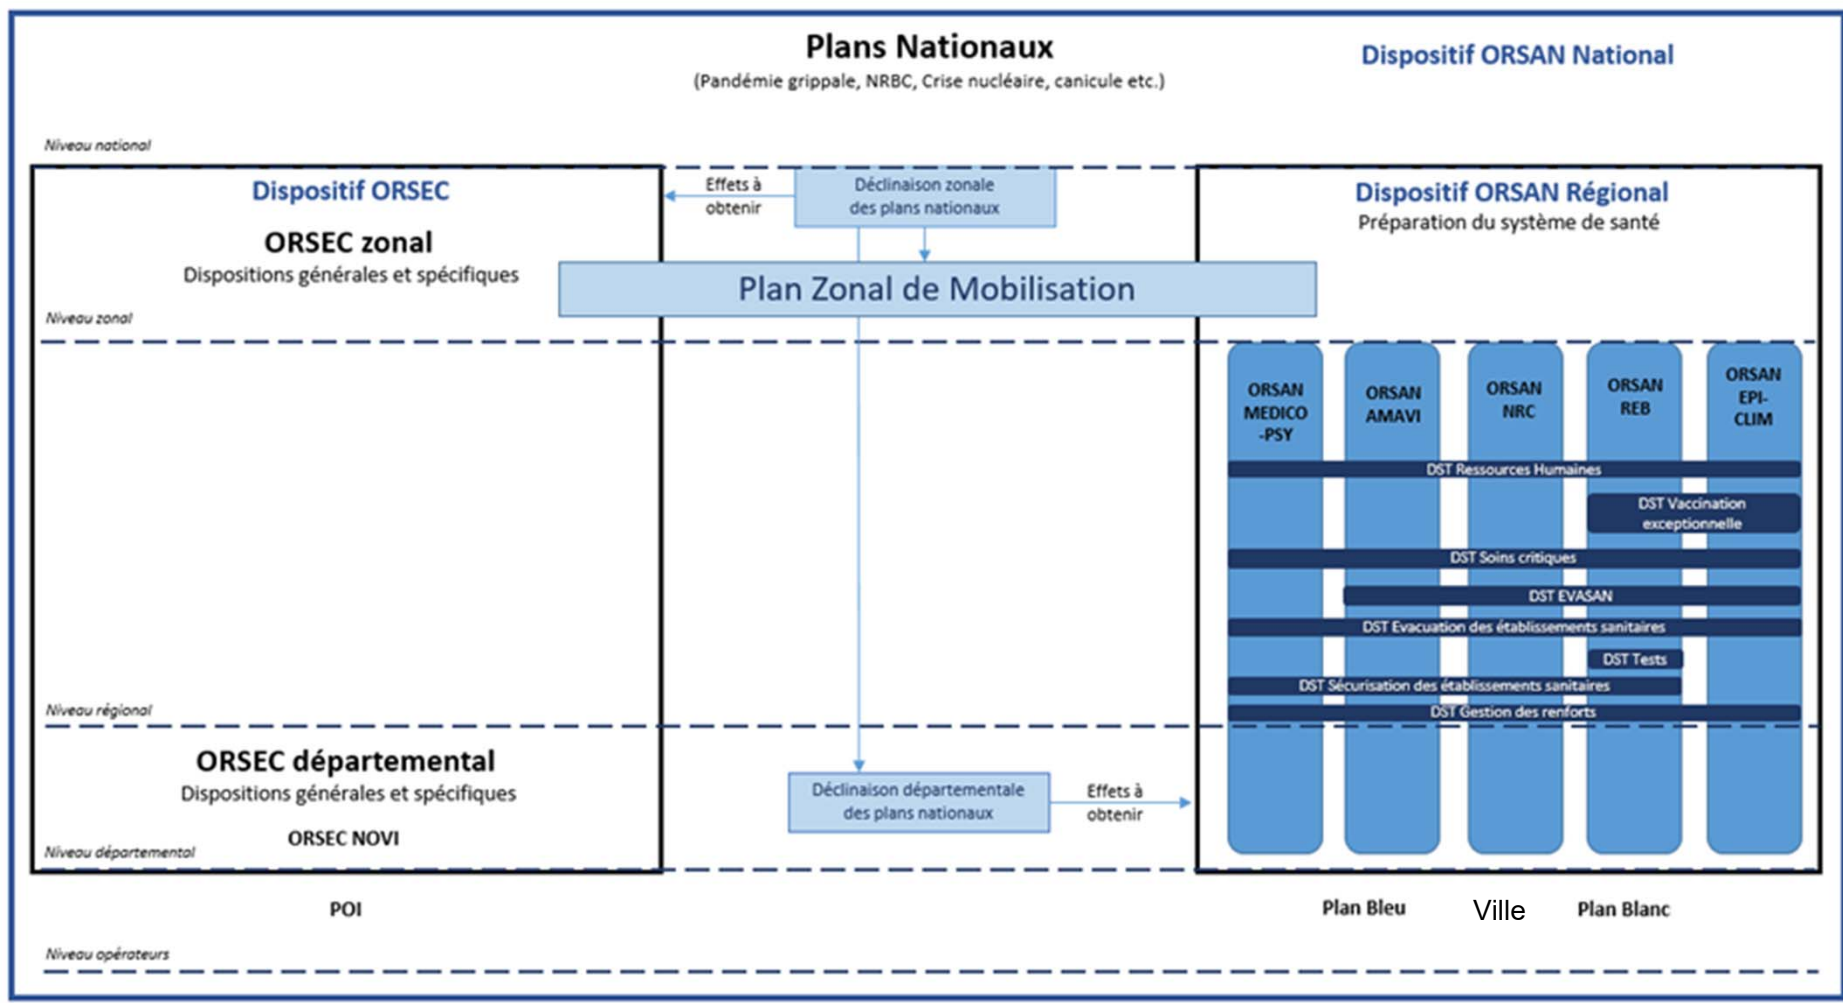 Plans Nationaux
(Pandémie grippale, NRBC, Crise nucléaire, canicule etc.)
Dispositif ORSAN National
Niveau national
Dispositif ORSEC
ORSEC zonal
Dispositions générales et spécifiques
Niveau zonal
Effets à
obtenir
Déclinaison zonale
des plans nationaux
Plan Zonal de Mobilisation
Dispositif ORSAN Régional
Préparation du système de santé
ORSAN
MEDICO
-PSY
ORSAN
AMAVI
ORSAN
NRC
ORSAN
REB
ORSAN
EPI-
CLIM
DST Ressources Humaines
DST Vaccination
exceptionnelle
DST Soins critiques
DST EVASAN
DST Evacuation des établissements sanitaires
DST Tests
DST Sécurisation des établissements sanitaires
DST Gestion des renforts
Niveau régional
ORSEC départemental
Dispositions générales et spécifiques
ORSEC NOVI
Niveau départemental
Déclinaison départementale
des plans nationaux
Effets à
obtenir
POI
Plan Bleu
Ville
Plan Blanc
Niveau opérateurs